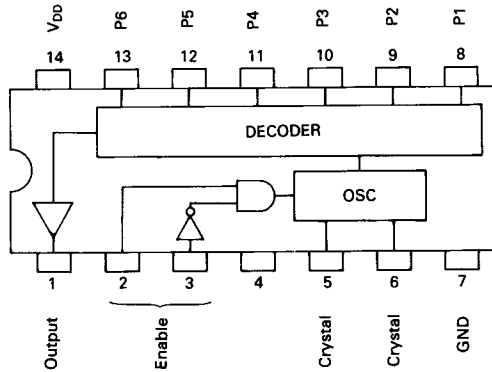 V_DD P6 P5 P4 P3 P2 P1
14 13 12 11 10 9 8
DECODER
OSC
1 2 3 4 5 6 7
Output Enable Crystal Crystal GND